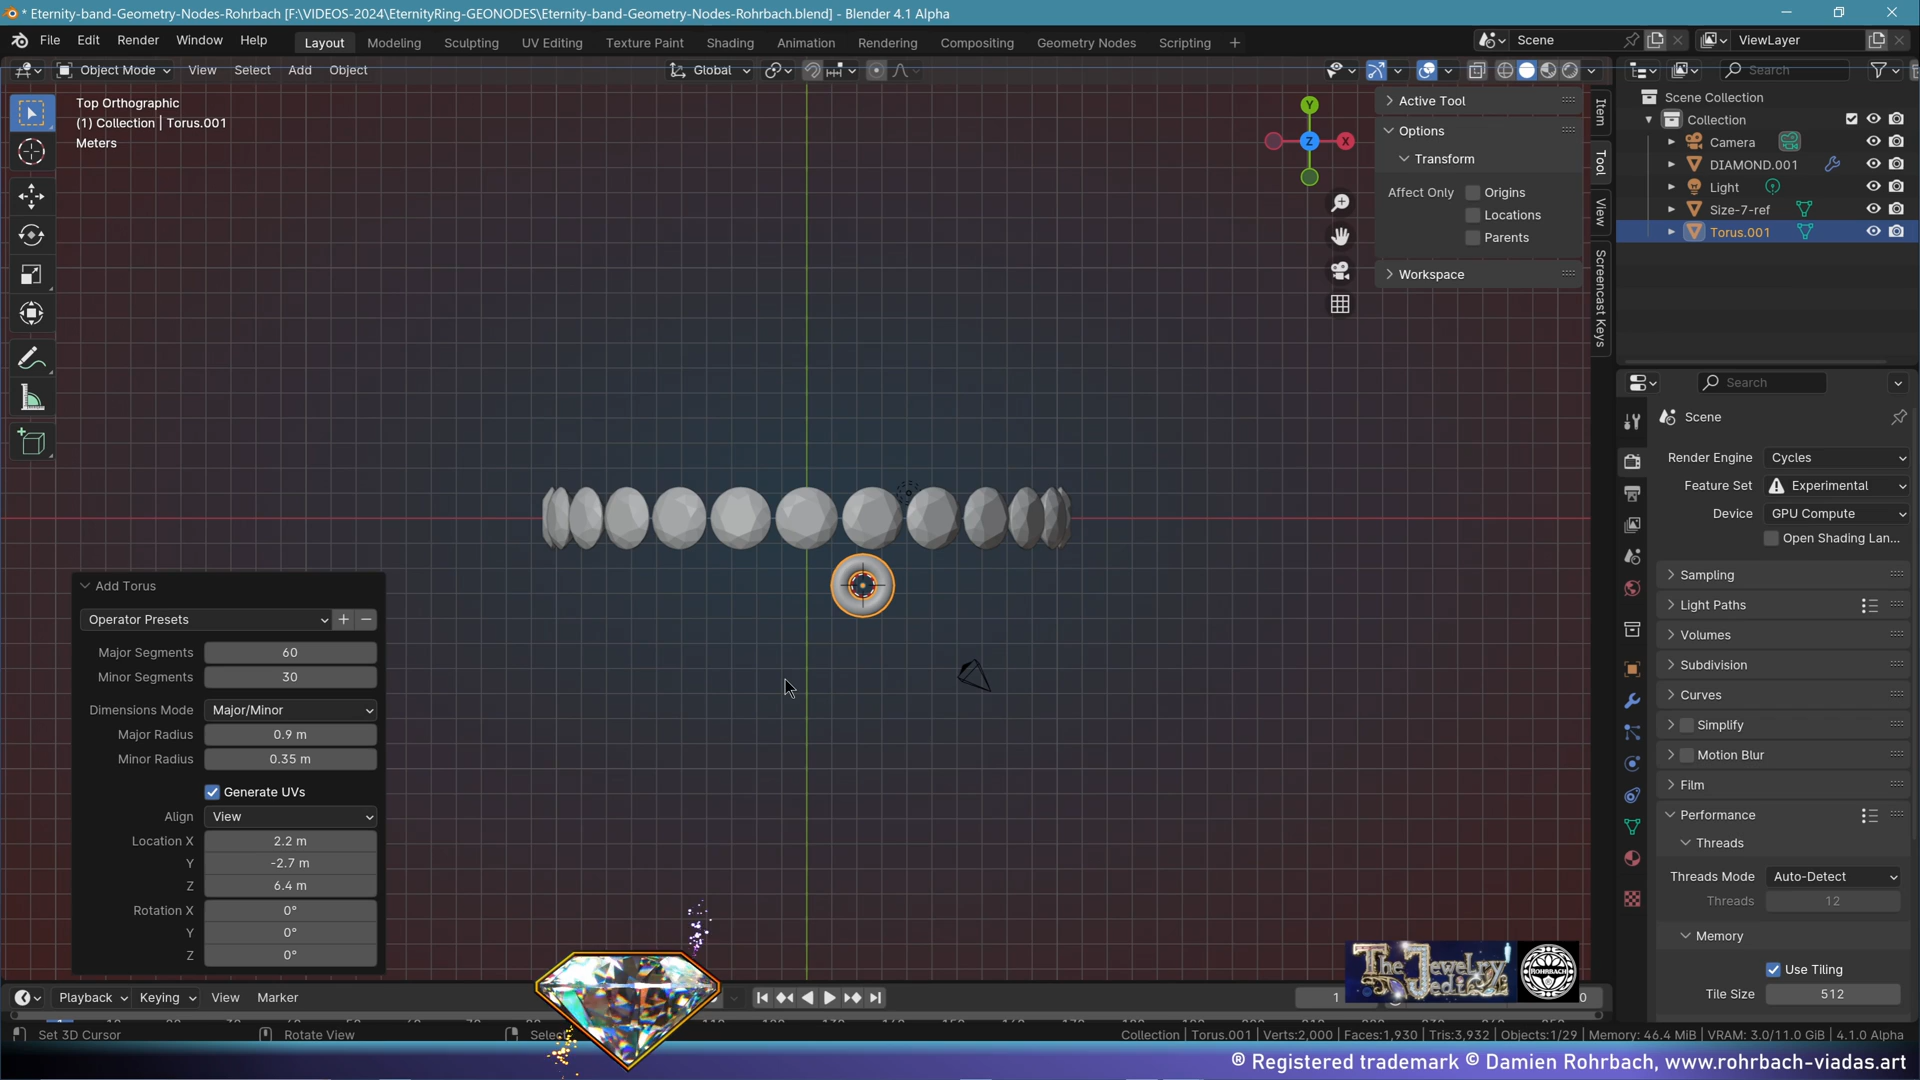 * Eternity-band-Geometry-Nodes-Rohrbach [F:\VIDEOS-2024\EternityRing-GEONODES\Eternity-band-Geometry-Nodes-Rohrbach.blend] - Blender 4.1 Alpha
File Edit Render Window Help Layout Modeling Sculpting UV Editing Texture Paint Shading Animation Rendering Compositing Geometry Nodes Scripting + Scene ViewLayer
Object Mode View Select Add Object Global Search
Top Orthographic
(1) Collection | Torus.001
Meters
Y
Z
X
Active Tool
Options
Transform
Affect Only Origins
Locations
Parents
Workspace
Item
Tool
View
Screencast Keys
Scene Collection
Collection
Camera
DIAMOND.001
Light
Size-7-ref
Torus.001
Search
Scene
Render Engine Cycles
Feature Set Experimental
Device GPU Compute
Open Shading Lan...
Sampling
Light Paths
Volumes
Subdivision
Curves
Simplify
Motion Blur
Film
Performance
Threads
Threads Mode Auto-Detect
Threads 12
Memory
Use Tiling
Tile Size 512
Add Torus
Operator Presets
Major Segments 60
Minor Segments 30
Dimensions Mode Major/Minor
Major Radius 0.9 m
Minor Radius 0.35 m
Generate UVs
Align View
Location X 2.2 m
Y -2.7 m
Z 6.4 m
Rotation X 0°
Y 0°
Z 0°
The Jewelry Jedi
ROHRBACH
Playback Keying View Marker 1
Set 3D Cursor Rotate View Select
Collection | Torus.001 | Verts:2,000 | Faces:1,930 | Tris:3,932 | Objects:1/29 | Memory: 46.4 MiB | VRAM: 3.0/11.0 GiB | 4.1.0 Alpha
® Registered trademark © Damien Rohrbach, www.rohrbach-viadas.art